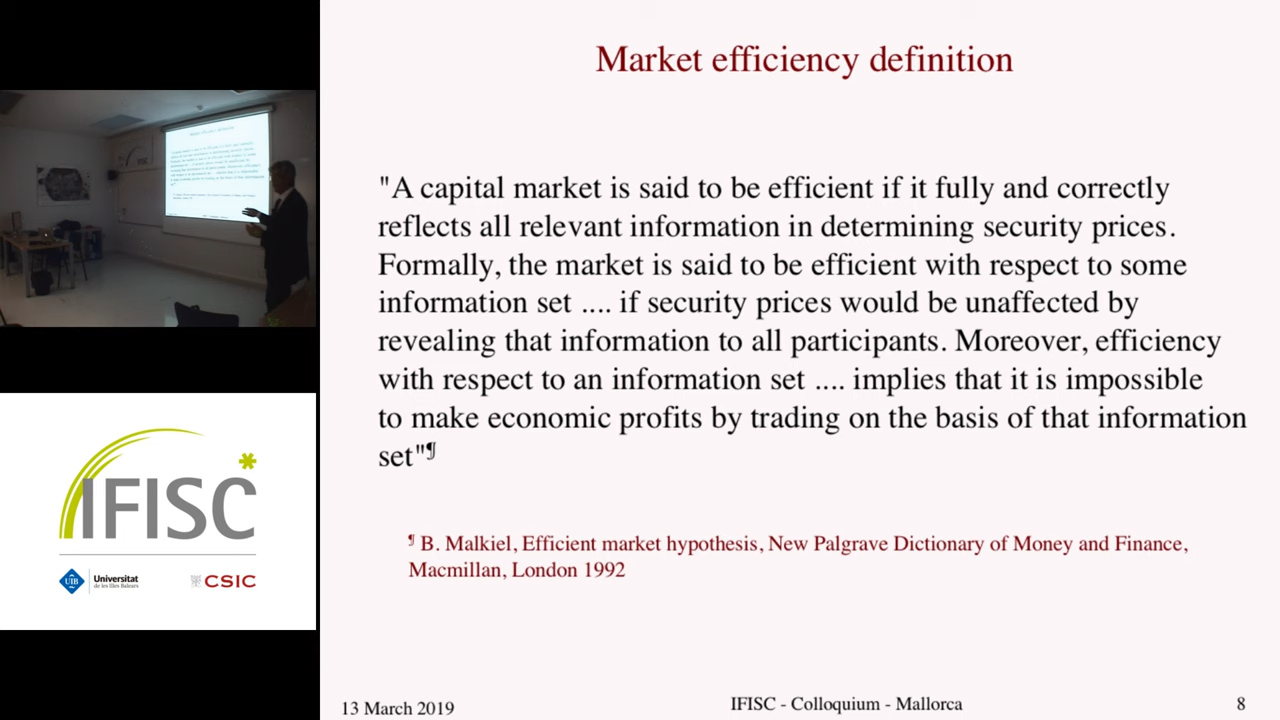 Market efficiency definition
"A capital market is said to be efficient if it fully and correctly
reflects all relevant information in determining security prices.
Formally, the market is said to be efficient with respect to some
information set .... if security prices would be unaffected by
revealing that information to all participants. Moreover, efficiency
with respect to an information set .... implies that it is impossible
to make economic profits by trading on the basis of that information
set"¶
¶ B. Malkiel, Efficient market hypothesis, New Palgrave Dictionary of Money and Finance,
Macmillan, London 1992
13 March 2019
IFISC - Colloquium - Mallorca
8
IFISC
UIB
Universitat
de les Illes Balears
CSIC